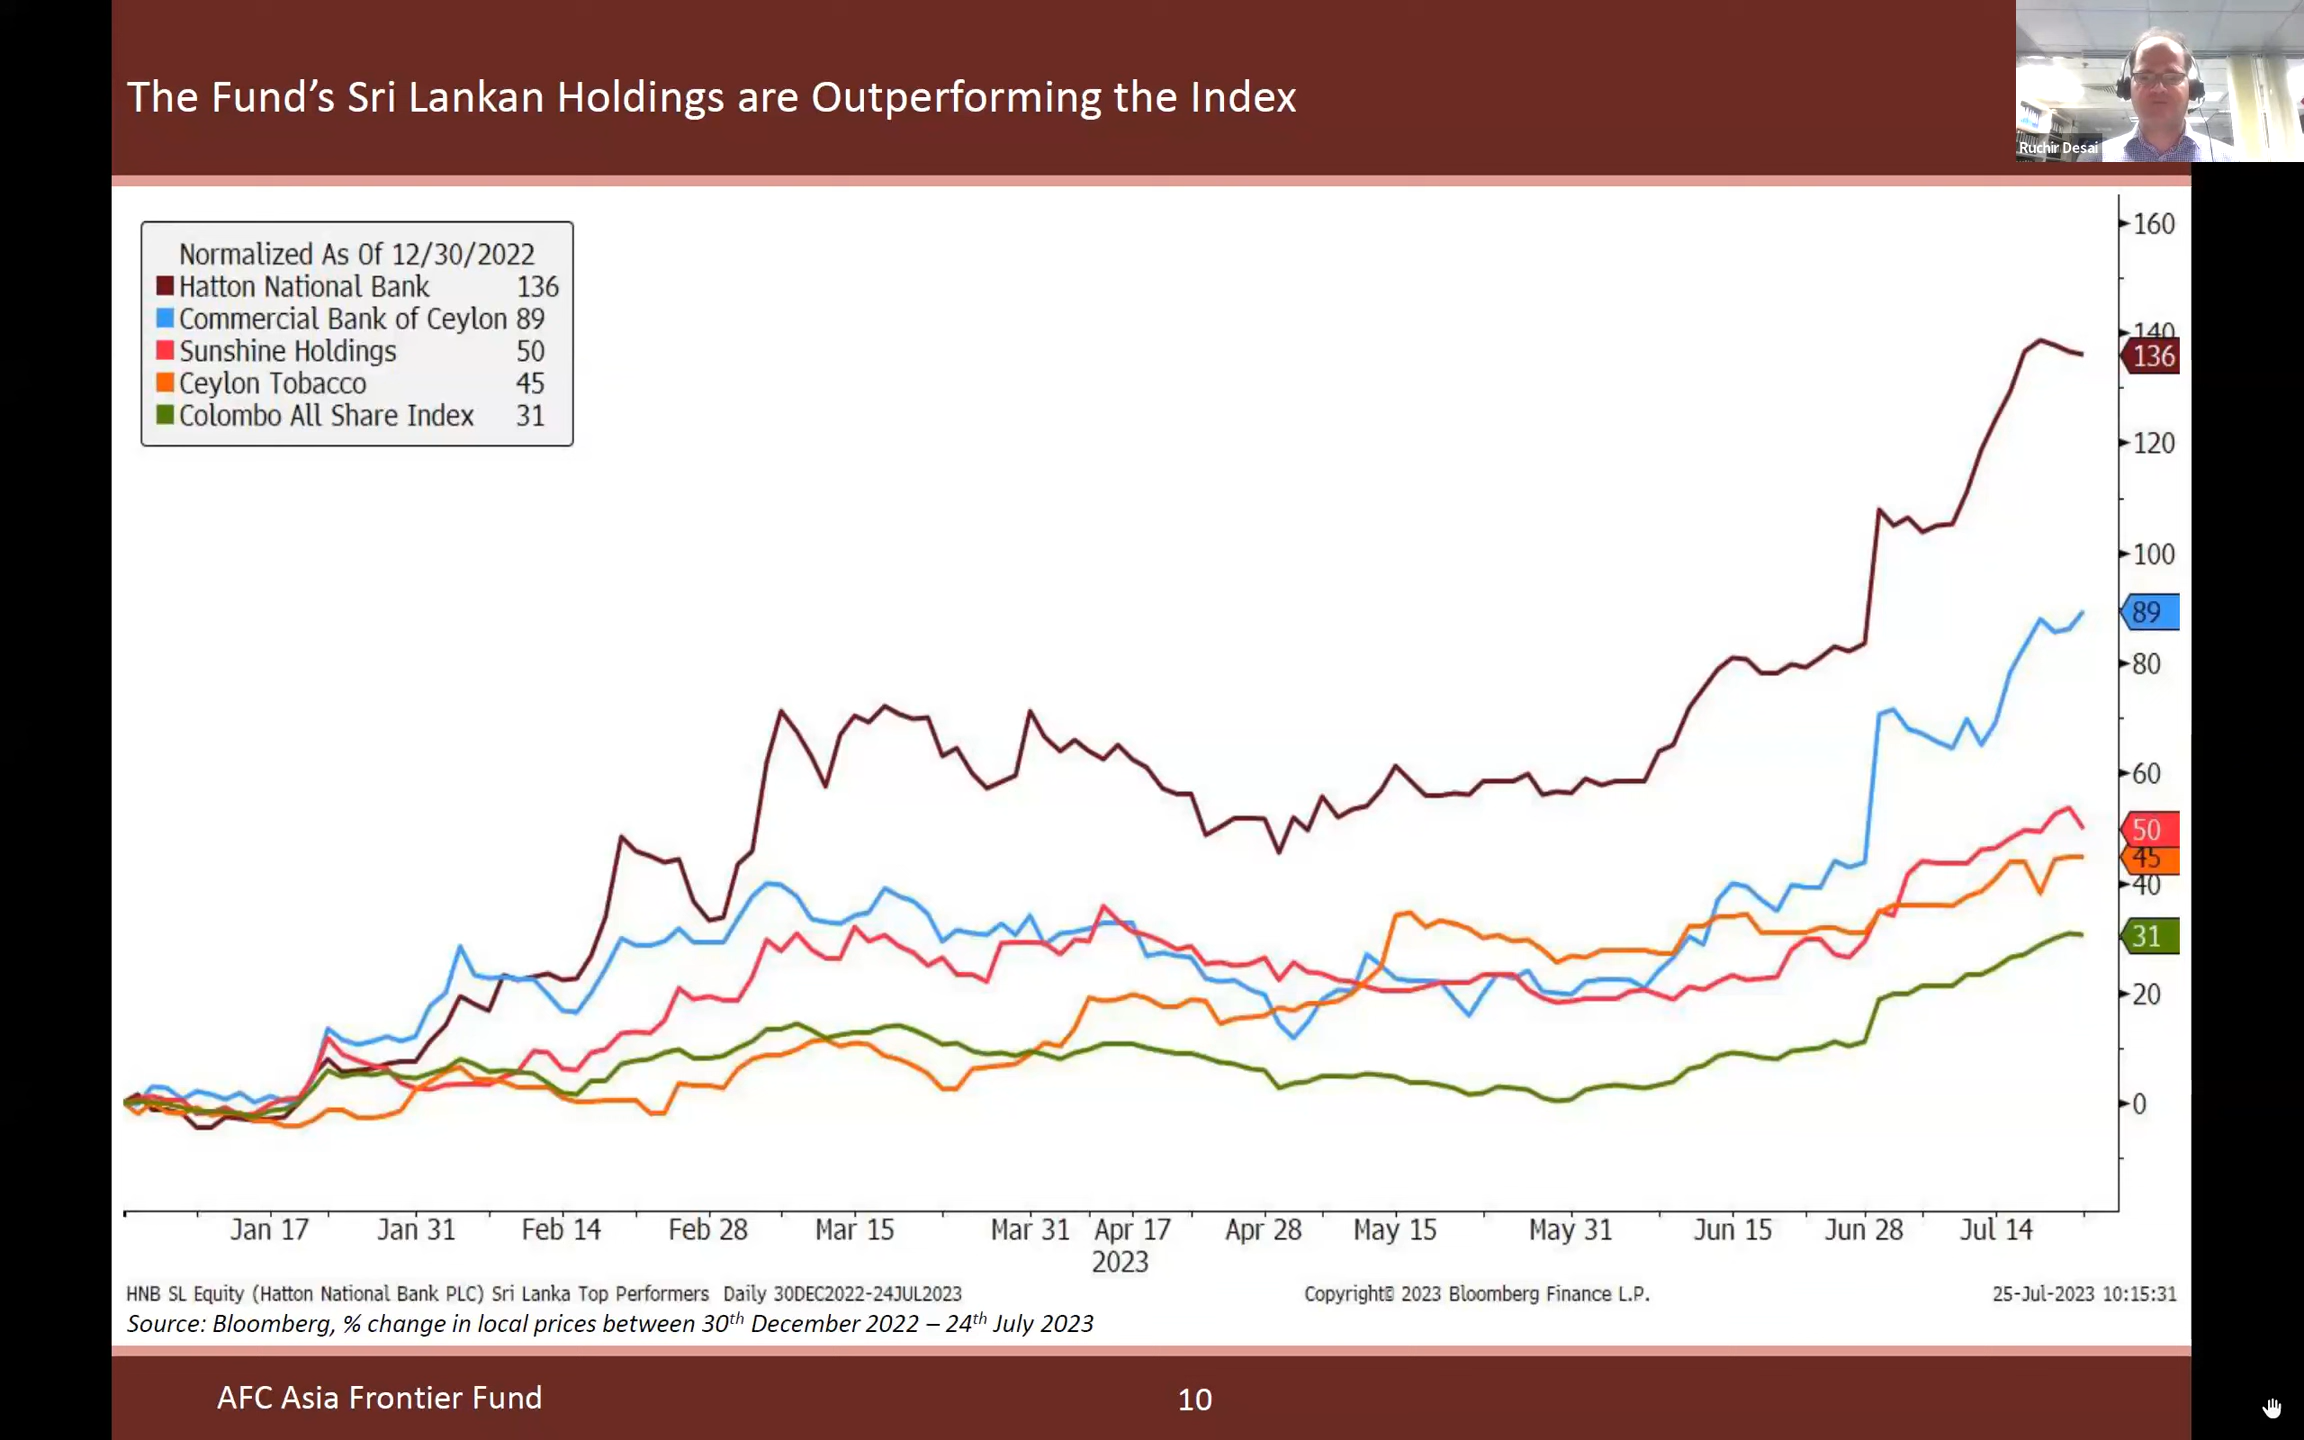 The Fund's Sri Lankan Holdings are Outperforming the Index
Ruchir Desai
Normalized As Of 12/30/2022
Hatton National Bank 136
Commercial Bank of Ceylon 89
Sunshine Holdings 50
Ceylon Tobacco 45
Colombo All Share Index 31
160
140
136
120
100
89
80
60
50
45
40
31
20
0
Jan 17 Jan 31 Feb 14 Feb 28 Mar 15 Mar 31 Apr 17 Apr 28 May 15 May 31 Jun 15 Jun 28 Jul 14
2023
HNB SL Equity (Hatton National Bank PLC) Sri Lanka Top Performers Daily 30DEC2022-24JUL2023 Copyright© 2023 Bloomberg Finance L.P. 25-Jul-2023 10:15:31
Source: Bloomberg, % change in local prices between 30th December 2022 – 24th July 2023
AFC Asia Frontier Fund 10